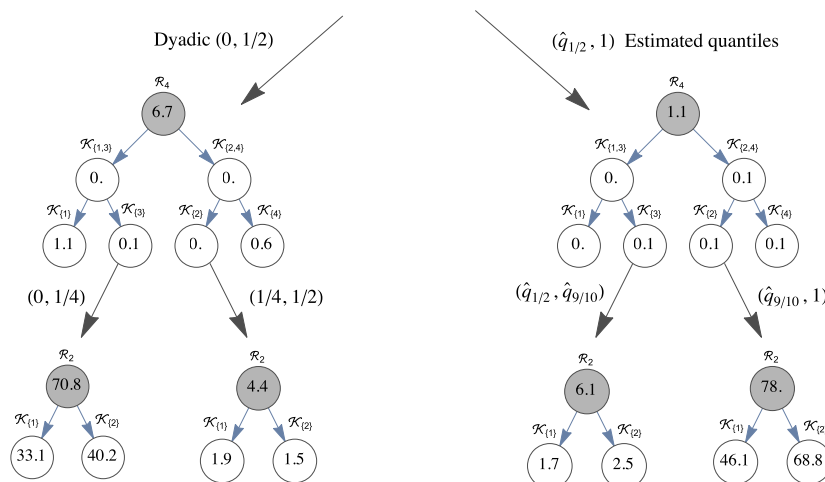 Dyadic (0, 1/2)
(q̂1/2, 1) Estimated quantiles
R4
6.7
R4
1.1
K{1,3}
K{2,4}
K{1,3}
K{2,4}
0.
0.
0.
0.1
K{1}
K{3}
K{2}
K{4}
K{1}
K{3}
K{2}
K{4}
1.1
0.1
0.
0.6
0.
0.1
0.1
0.1
(0, 1/4)
(1/4, 1/2)
(q̂1/2, q̂9/10)
(q̂9/10, 1)
R2
70.8
R2
4.4
R2
6.1
R2
78.
K{1}
K{2}
K{1}
K{2}
K{1}
K{2}
K{1}
K{2
33.1
40.2
1.9
1.5
1.7
2.5
46.1
68.8